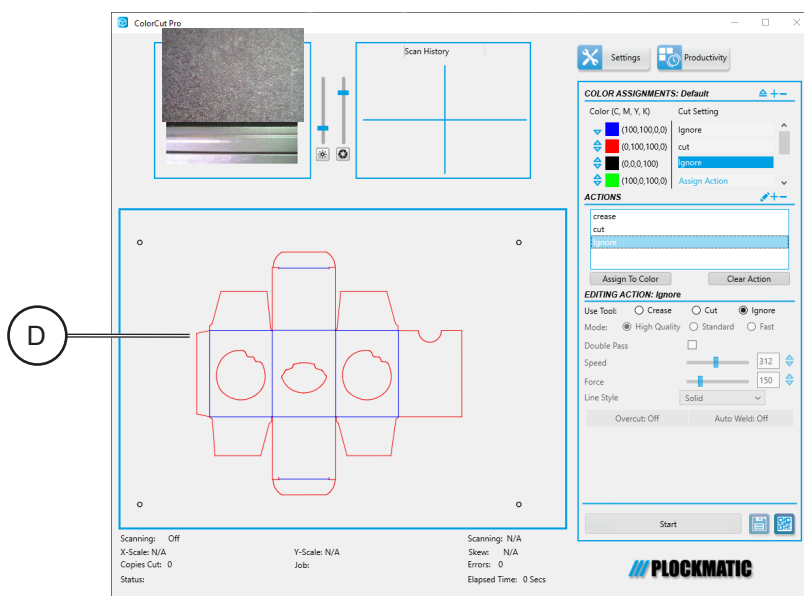 ColorCut Pro
Scan History
Settings
Productivity
COLOR ASSIGNMENTS: Default
Color (C, M, Y, K) Cut Setting
(100,100,0,0) Ignore
(0,100,100,0) cut
(0,0,0,100) Ignore
(100,0,100,0) Assign Action
ACTIONS
crease
cut
Ignore
Assign To Color Clear Action
EDITING ACTION: Ignore
Use Tool: Crease Cut Ignore
Mode: High Quality Standard Fast
Double Pass
Speed 312
Force 150
Line Style Solid
Overcut: Off Auto Weld: Off
Start
D
Scanning: Off Scanning: N/A
X-Scale: N/A Y-Scale: N/A Skew: N/A
Copies Cut: 0 Job: Errors: 0
Status: Elapsed Time: 0 Secs
PLOCKMATIC